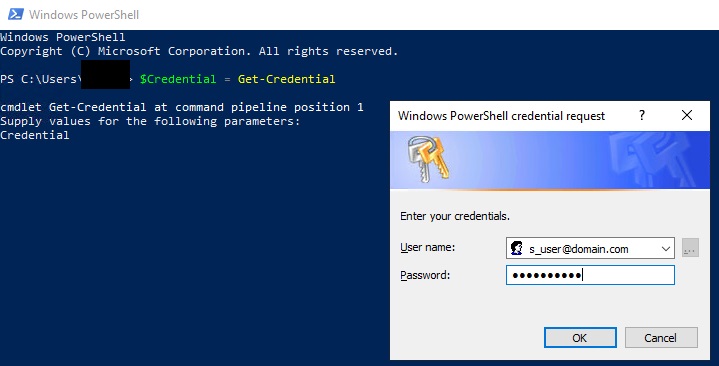 Windows PowerShell
Windows PowerShell
Copyright (C) Microsoft Corporation. All rights reserved.
PS C:\Users\> $Credential = Get-Credential
cmdlet Get-Credential at command pipeline position 1
Supply values for the following parameters:
Credential
Windows PowerShell credential request ? ×
Enter your credentials.
User name: s_user@domain.com ...
Password: ●●●●●●●●●●
OK Cancel